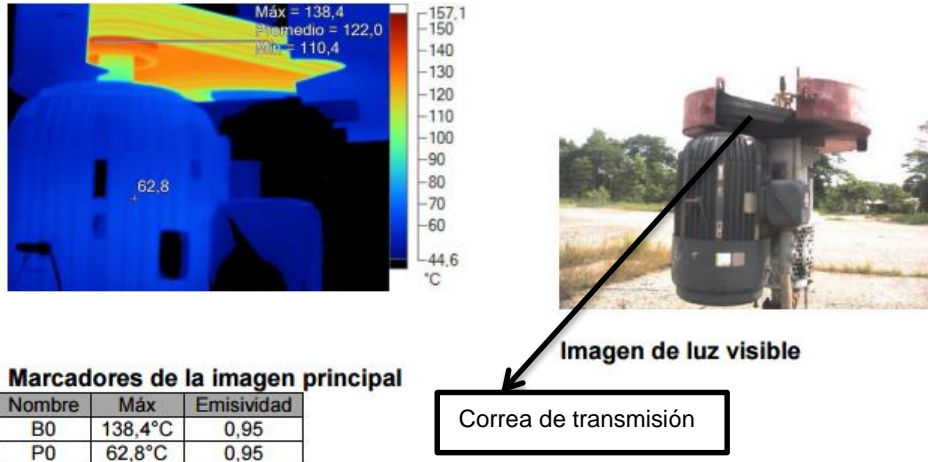 Máx = 138,4
Promedio = 122,0
Mín = 110,4
157,1
150
140
130
120
110
100
90
80
70
60
44,6
°C
62,8
Imagen de luz visible
Marcadores de la imagen principal
Nombre Máx Emisividad
B0 138,4°C 0,95
P0 62,8°C 0,95
Correa de transmisión